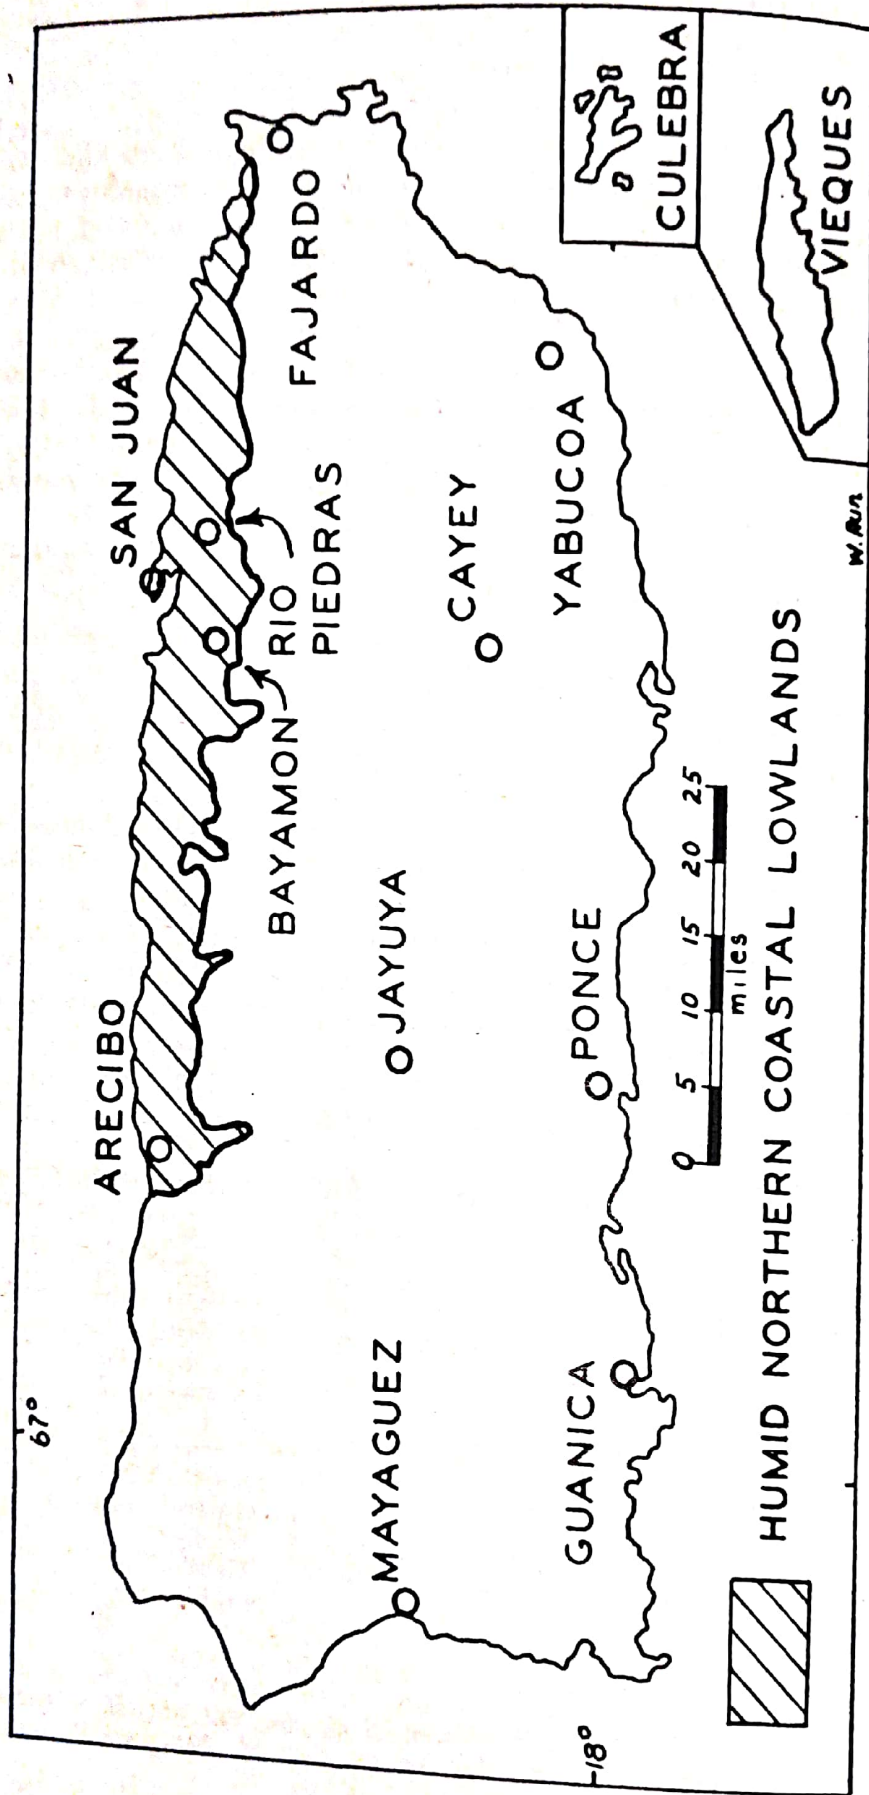 67°
ARECIBO
SAN JUAN
BAYAMON
RIO
PIEDRAS
FAJARDO
MAYAGUEZ
JAYUYA
CAYEY
YABUCOA
CULEBRA
VIEQUES
GUANICA
PONCE
18°
0 5 10 15 20 25
miles
HUMID NORTHERN COASTAL LOWLANDS